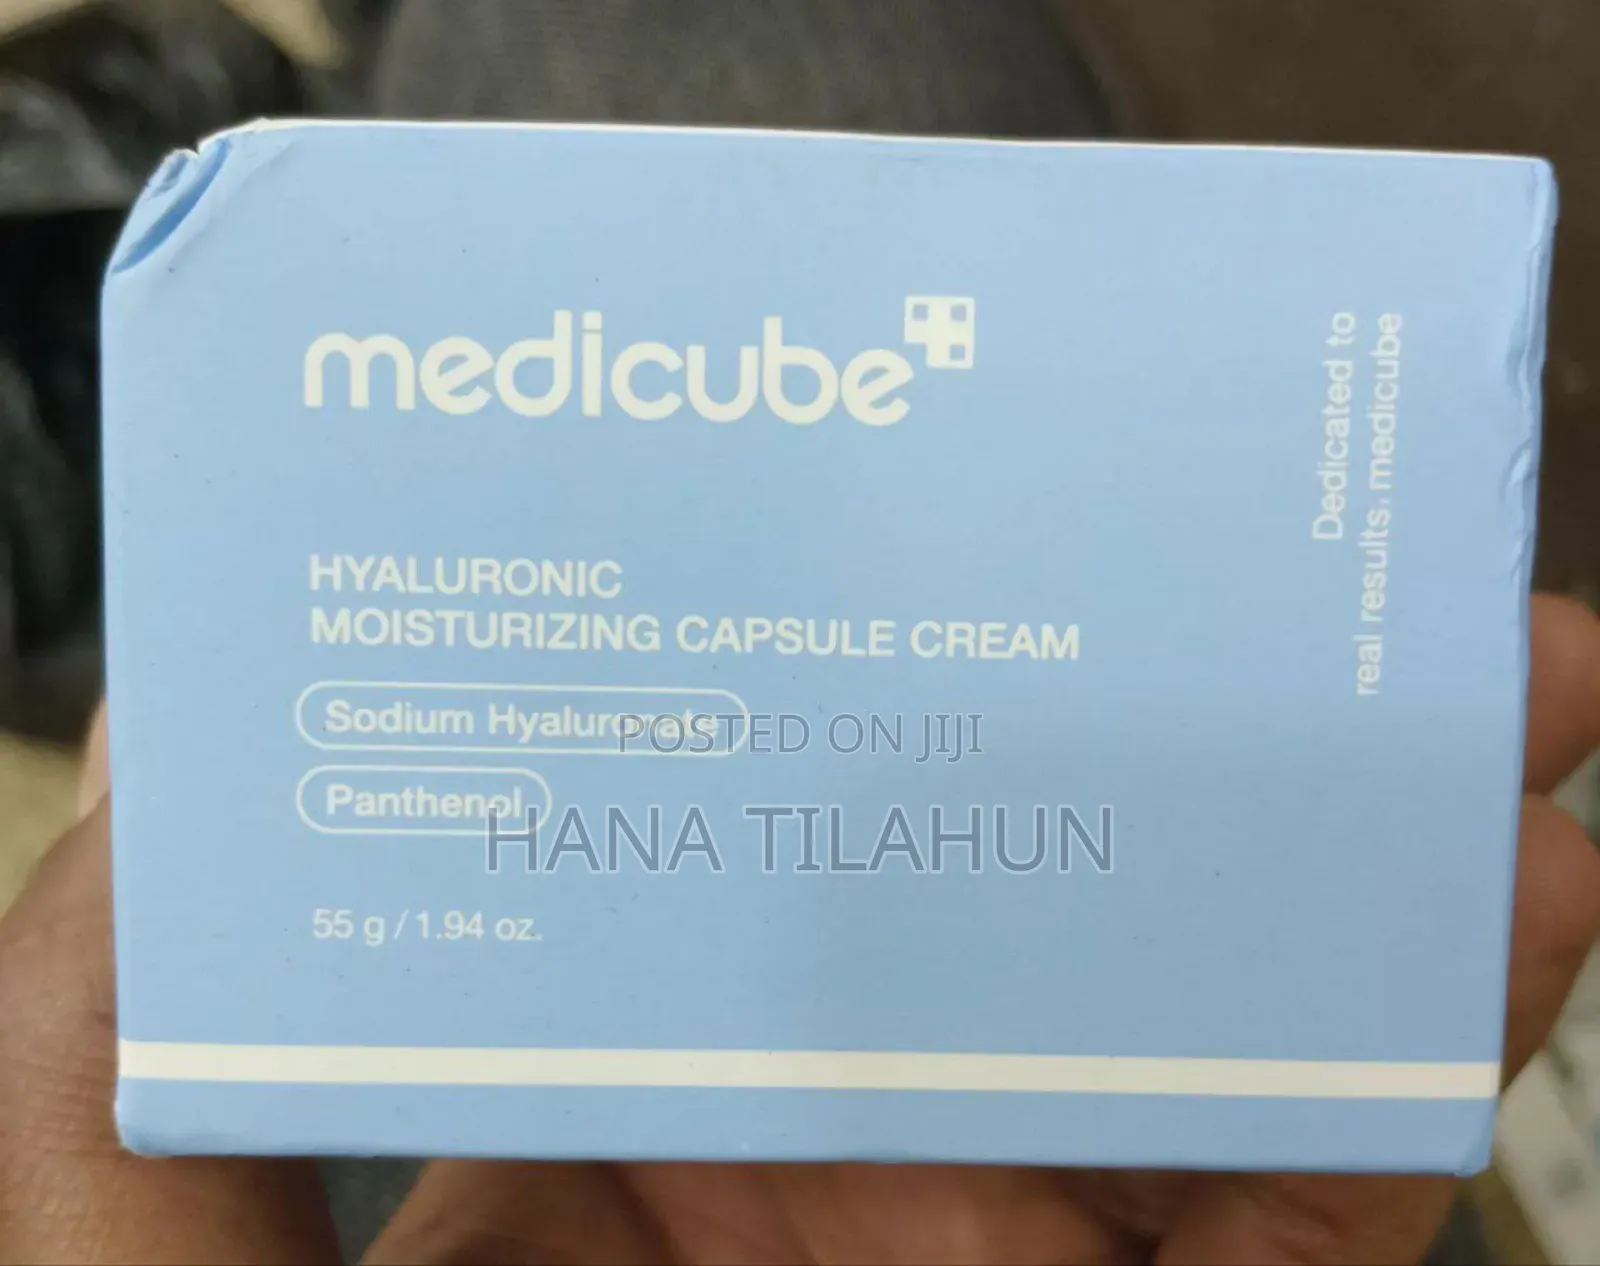 medicube
HYALURONIC
MOISTURIZING CAPSULE CREAM
Sodium Hyaluronate
Panthenol
55 g / 1.94 oz.
Dedicated to
real results. medicube
POSTED ON JIJI
HANA TILAHUN